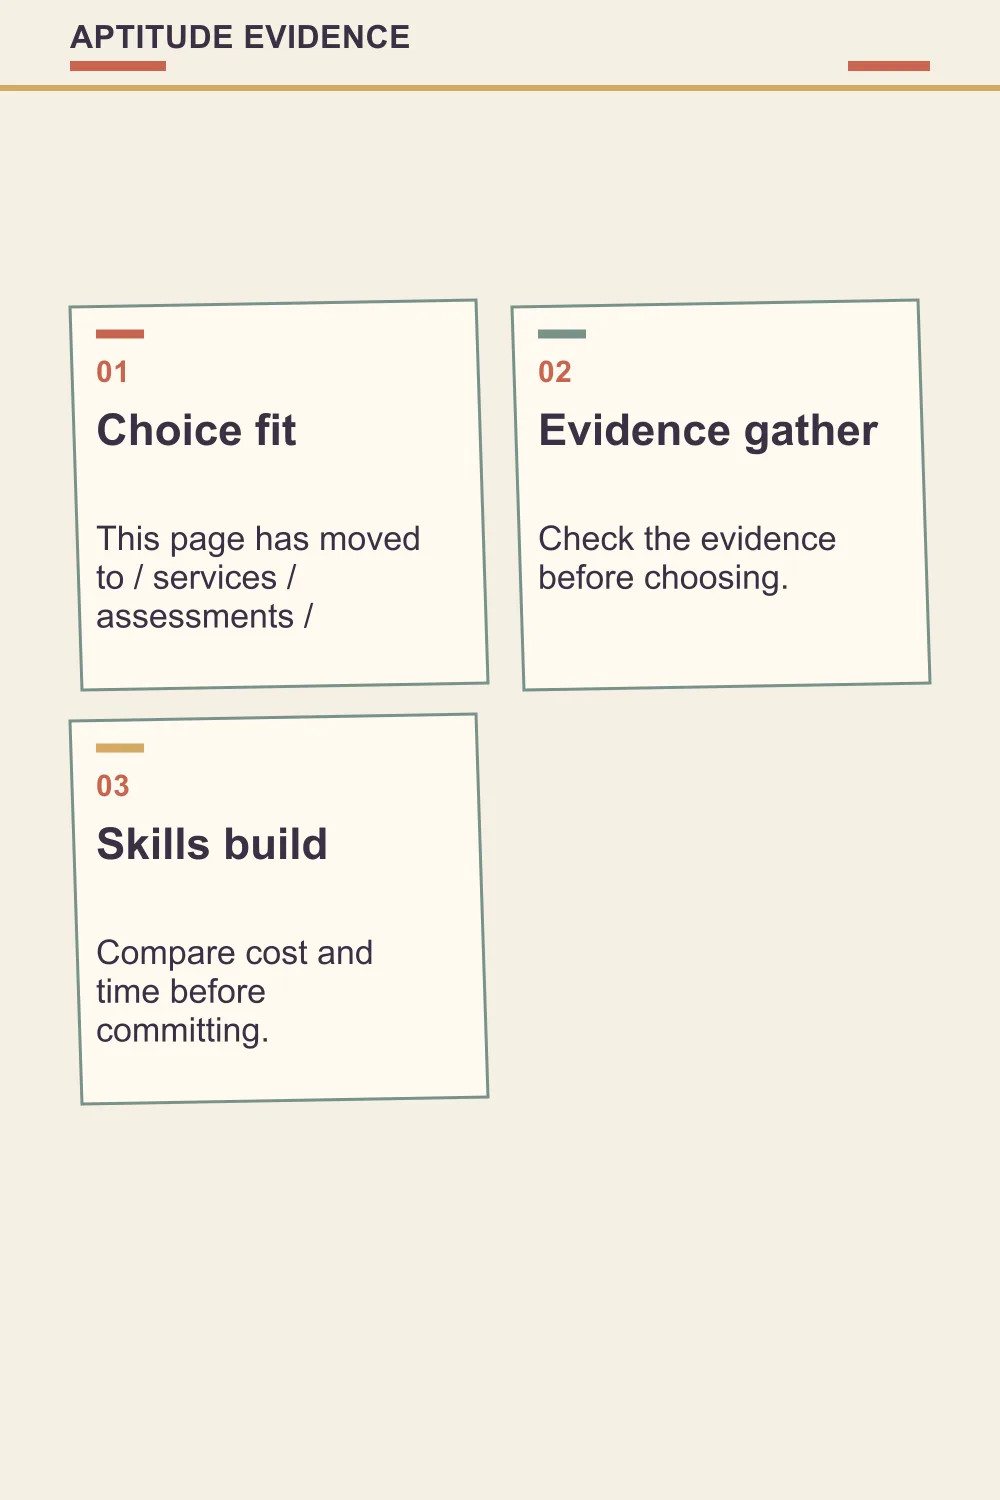 APTITUDE EVIDENCE
01
Choice fit
This page has moved
to / services /
assessments /
02
Evidence gather
Check the evidence
before choosing.
03
Skills build
Compare cost and
time before
committing.